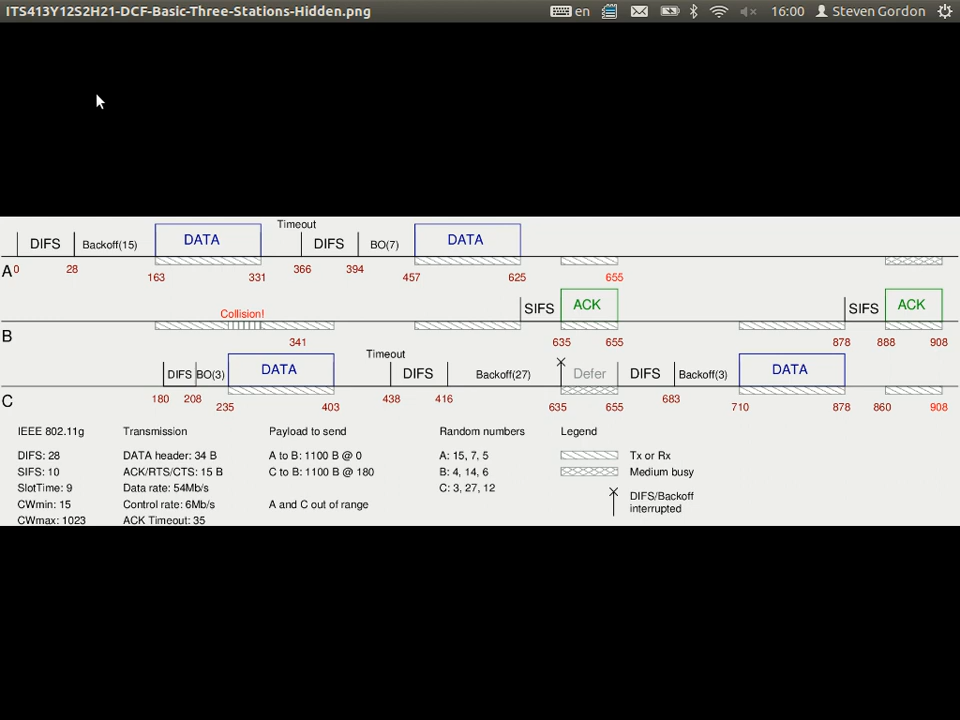 ITS413Y12S2H21-DCF-Basic-Three-Stations-Hidden.png en 16:00 Steven Gordon
Timeout
DIFS Backoff(15) DATA DIFS BO(7) DATA
A 0 28 163 331 366 394 457 625 655
Collision! SIFS ACK SIFS ACK
B 341 635 655 878 888 908
Timeout
DIFS BO(3) DATA DIFS Backoff(27) Defer DIFS Backoff(3) DATA
C 180 208 235 403 438 416 635 655 683 710 878 860 908
IEEE 802.11g Transmission Payload to send Random numbers Legend
DIFS: 28 DATA header: 34 B A to B: 1100 B @ 0 A: 15, 7, 5 Tx or Rx
SIFS: 10 ACK/RTS/CTS: 15 B C to B: 1100 B @ 180 B: 4, 14, 6 Medium busy
SlotTime: 9 Data rate: 54Mb/s C: 3, 27, 12 DIFS/Backoff
CWmin: 15 Control rate: 6Mb/s A and C out of range interrupted
CWmax: 1023 ACK Timeout: 35